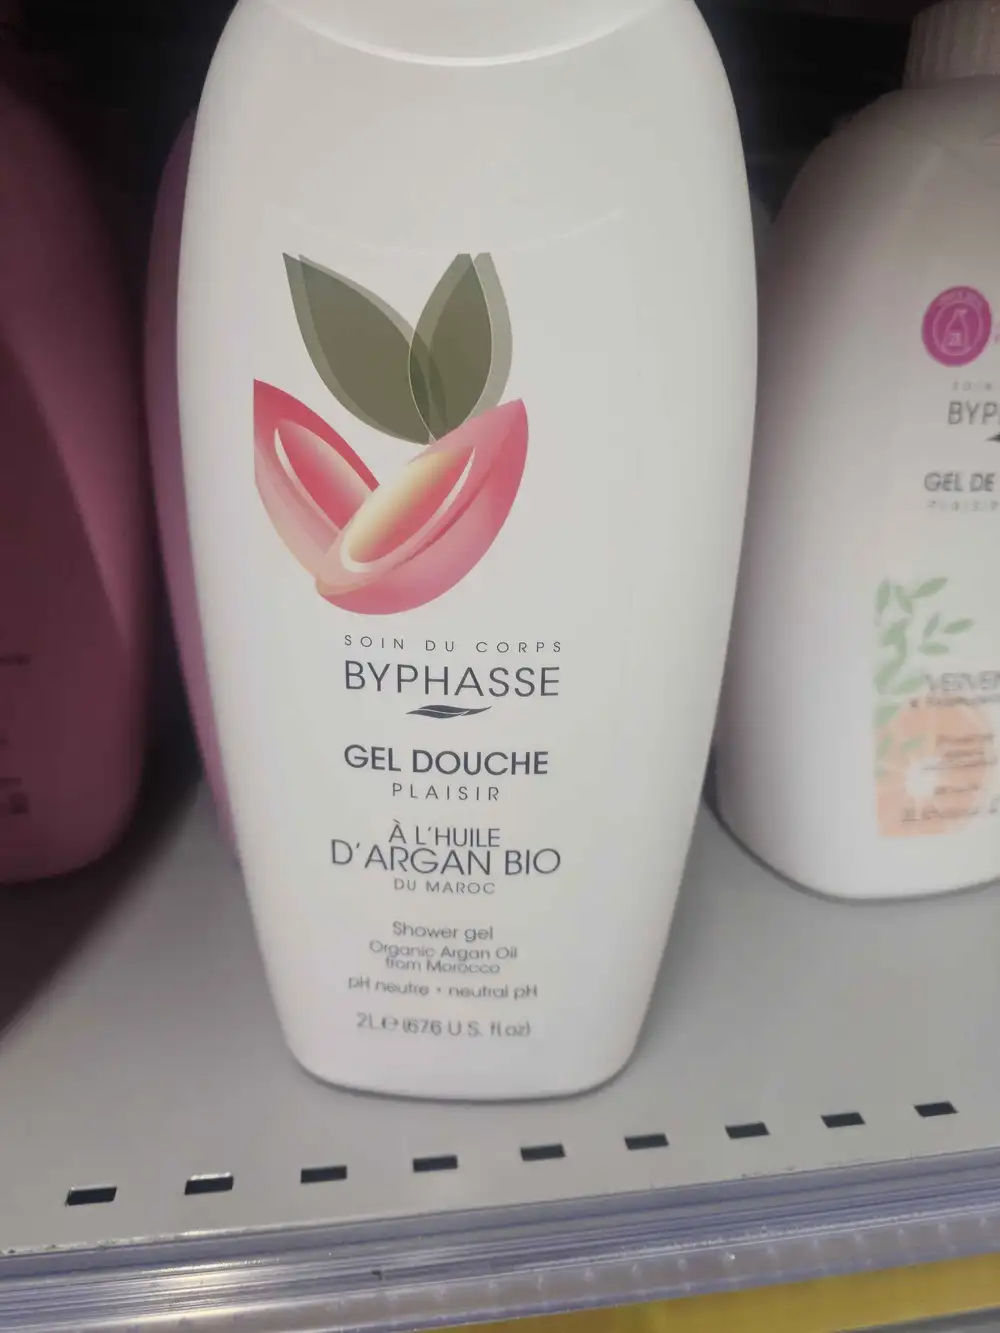 SOIN DU CORPS
BYPHASSE
GEL DOUCHE
PLAISIR
À L'HUILE
D'ARGAN BIO
DU MAROC
Shower gel
Organic Argan Oil
from Morocco
pH neutre • neutral pH
2L℮ (676 U.S. fl oz)
BYP
GEL DE
VERVEI